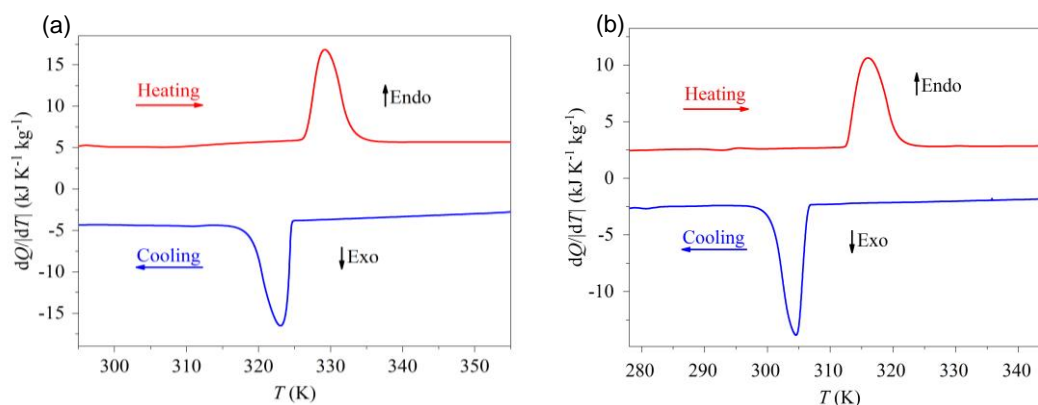 (a)
dQ/|dT| (kJ K⁻¹ kg⁻¹)
15
10
5
0
-5
-10
-15
Heating
Endo
Cooling
Exo
300 310 320 330 340 350
T (K)
(b)
dQ/|dT| (kJ K⁻¹ kg⁻¹)
10
5
0
-5
-10
Heating
Endo
Cooling
Exo
280 290 300 310 320 330 340
T (K)